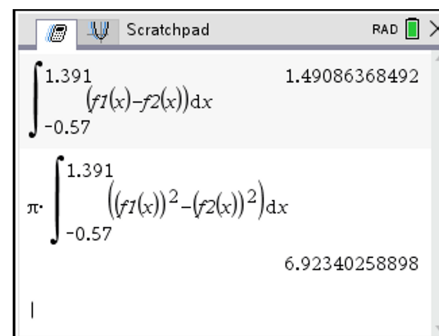 Scratchpad RAD
∫ 1.391
(f1(x)−f2(x))dx 1.49086368492
−0.57
π· ∫ 1.391
((f1(x))²−(f2(x))²)dx
−0.57
6.92340258898